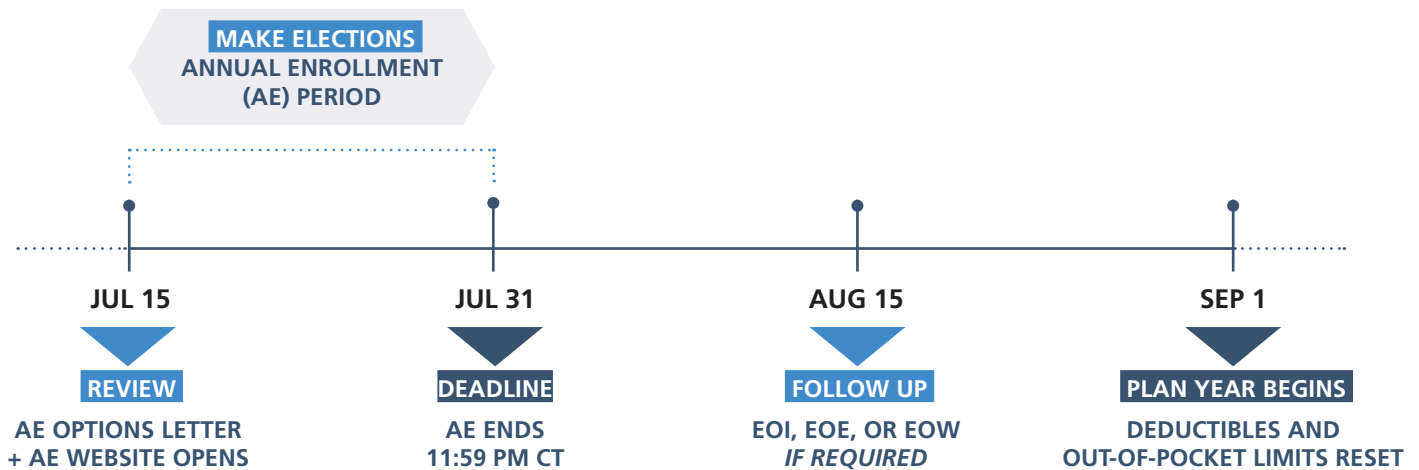 MAKE ELECTIONS
ANNUAL ENROLLMENT
(AE) PERIOD
JUL 15
JUL 31
AUG 15
SEP 1
REVIEW
DEADLINE
FOLLOW UP
PLAN YEAR BEGINS
AE OPTIONS LETTER
+ AE WEBSITE OPENS
AE ENDS
11:59 PM CT
EOI, EOE, OR EOW
IF REQUIRED
DEDUCTIBLES AND
OUT-OF-POCKET LIMITS RESET